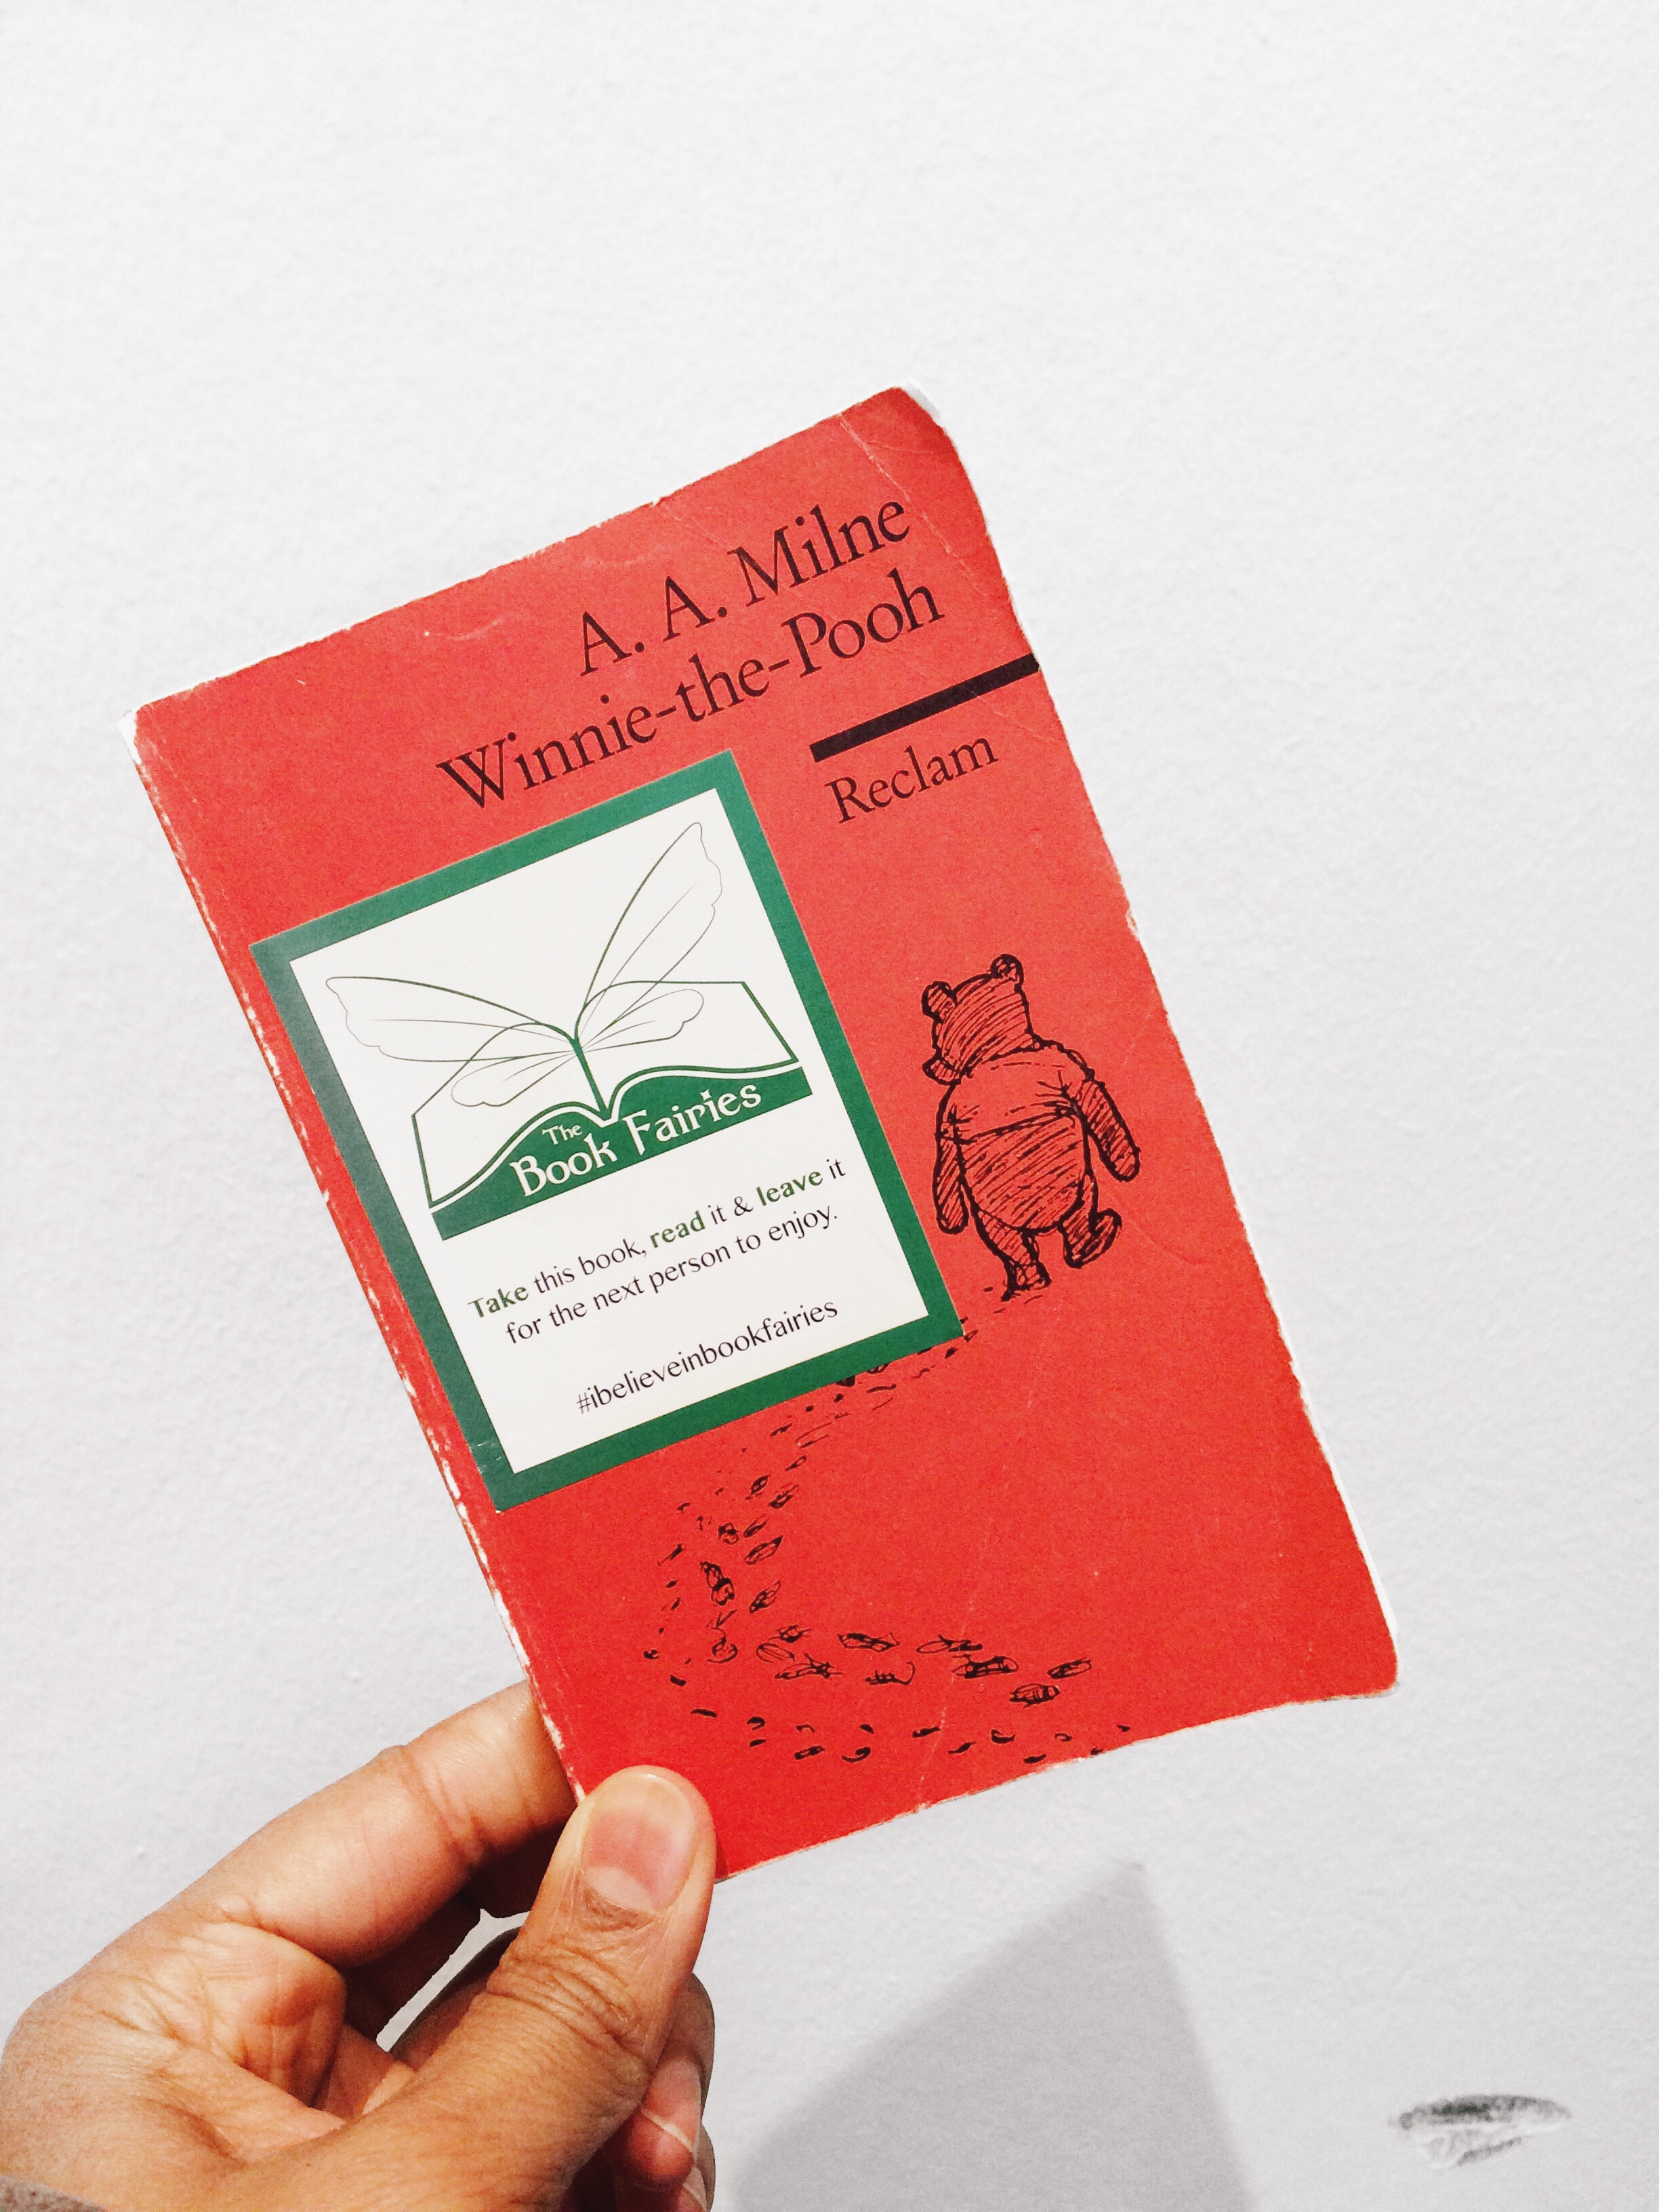 A. A. Milne
Winnie-the-Pooh
Reclam
The
Book Fairies
Take this book, read it & leave it
for the next person to enjoy.
#ibelieveinbookfairies